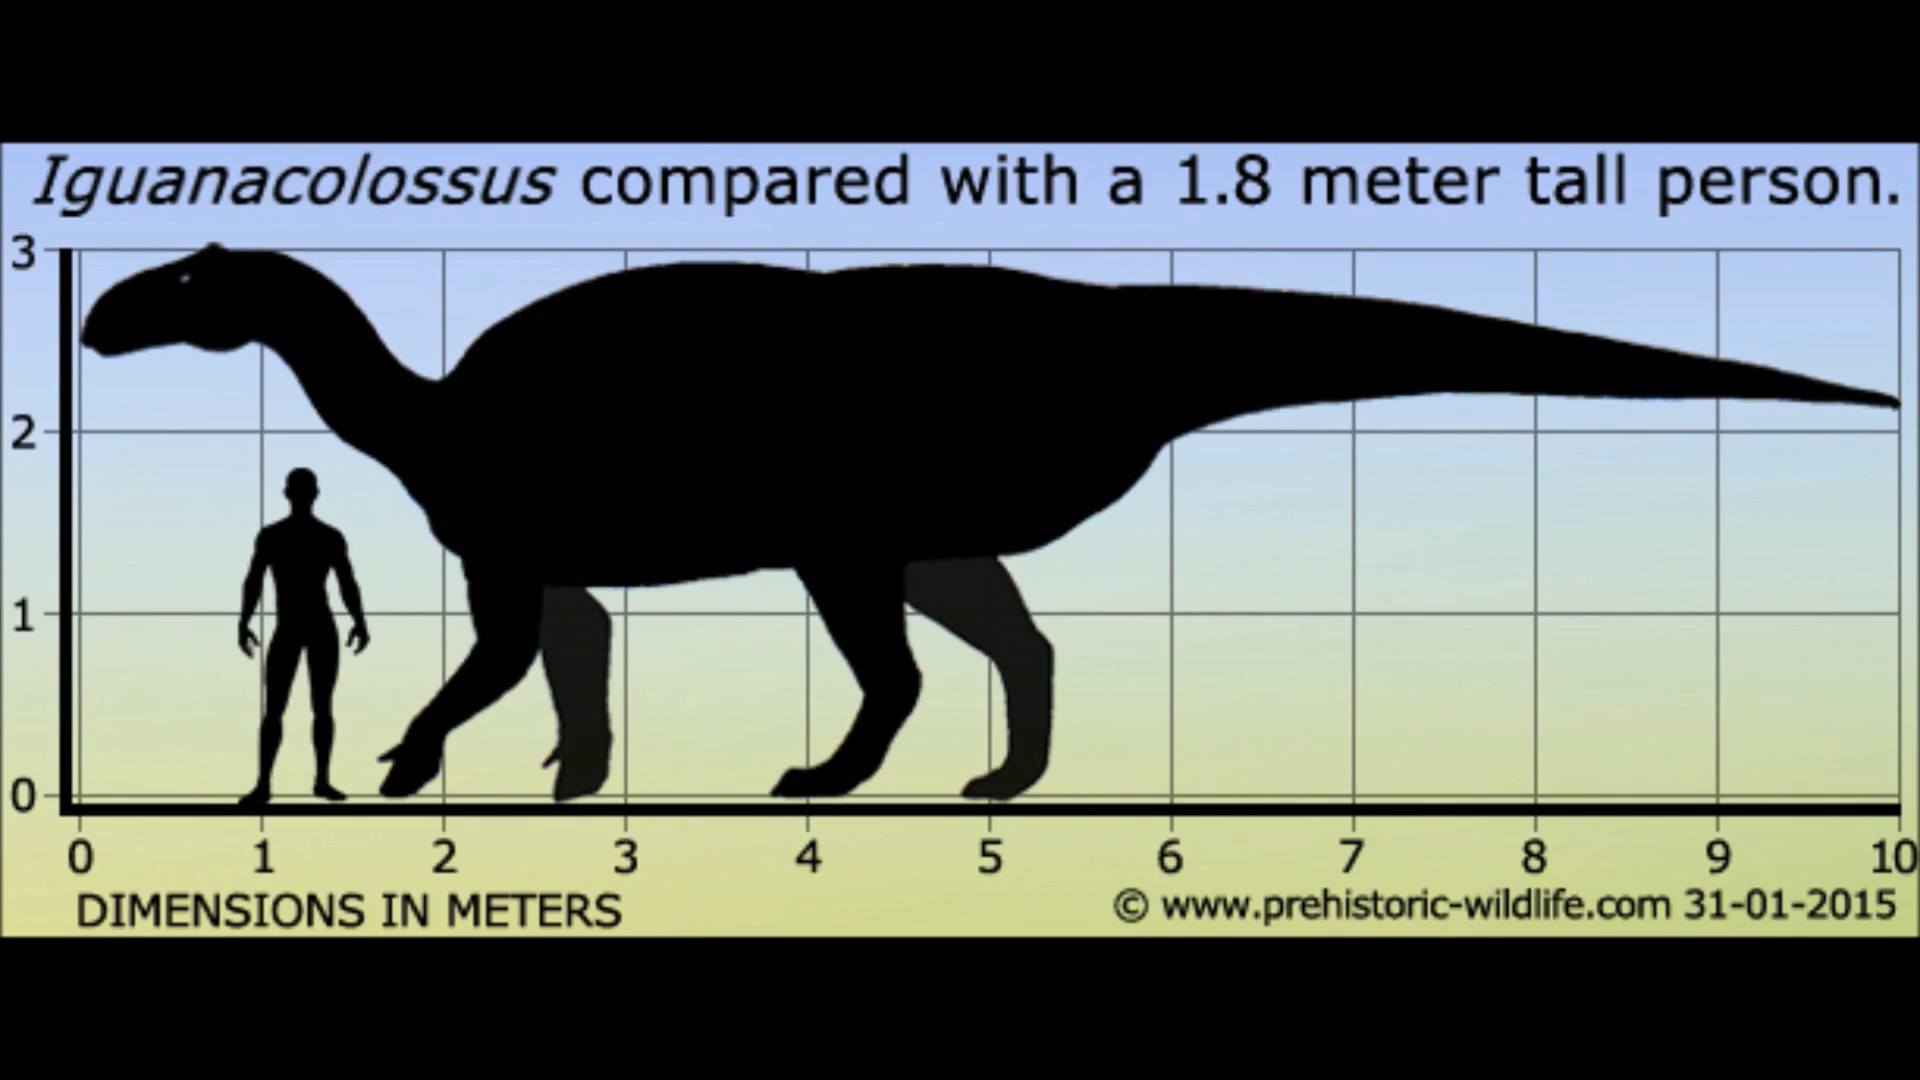 Iguanacolossus compared with a 1.8 meter tall person.
3
2
1
0
0 1 2 3 4 5 6 7 8 9 10
DIMENSIONS IN METERS © www.prehistoric-wildlife.com 31-01-2015